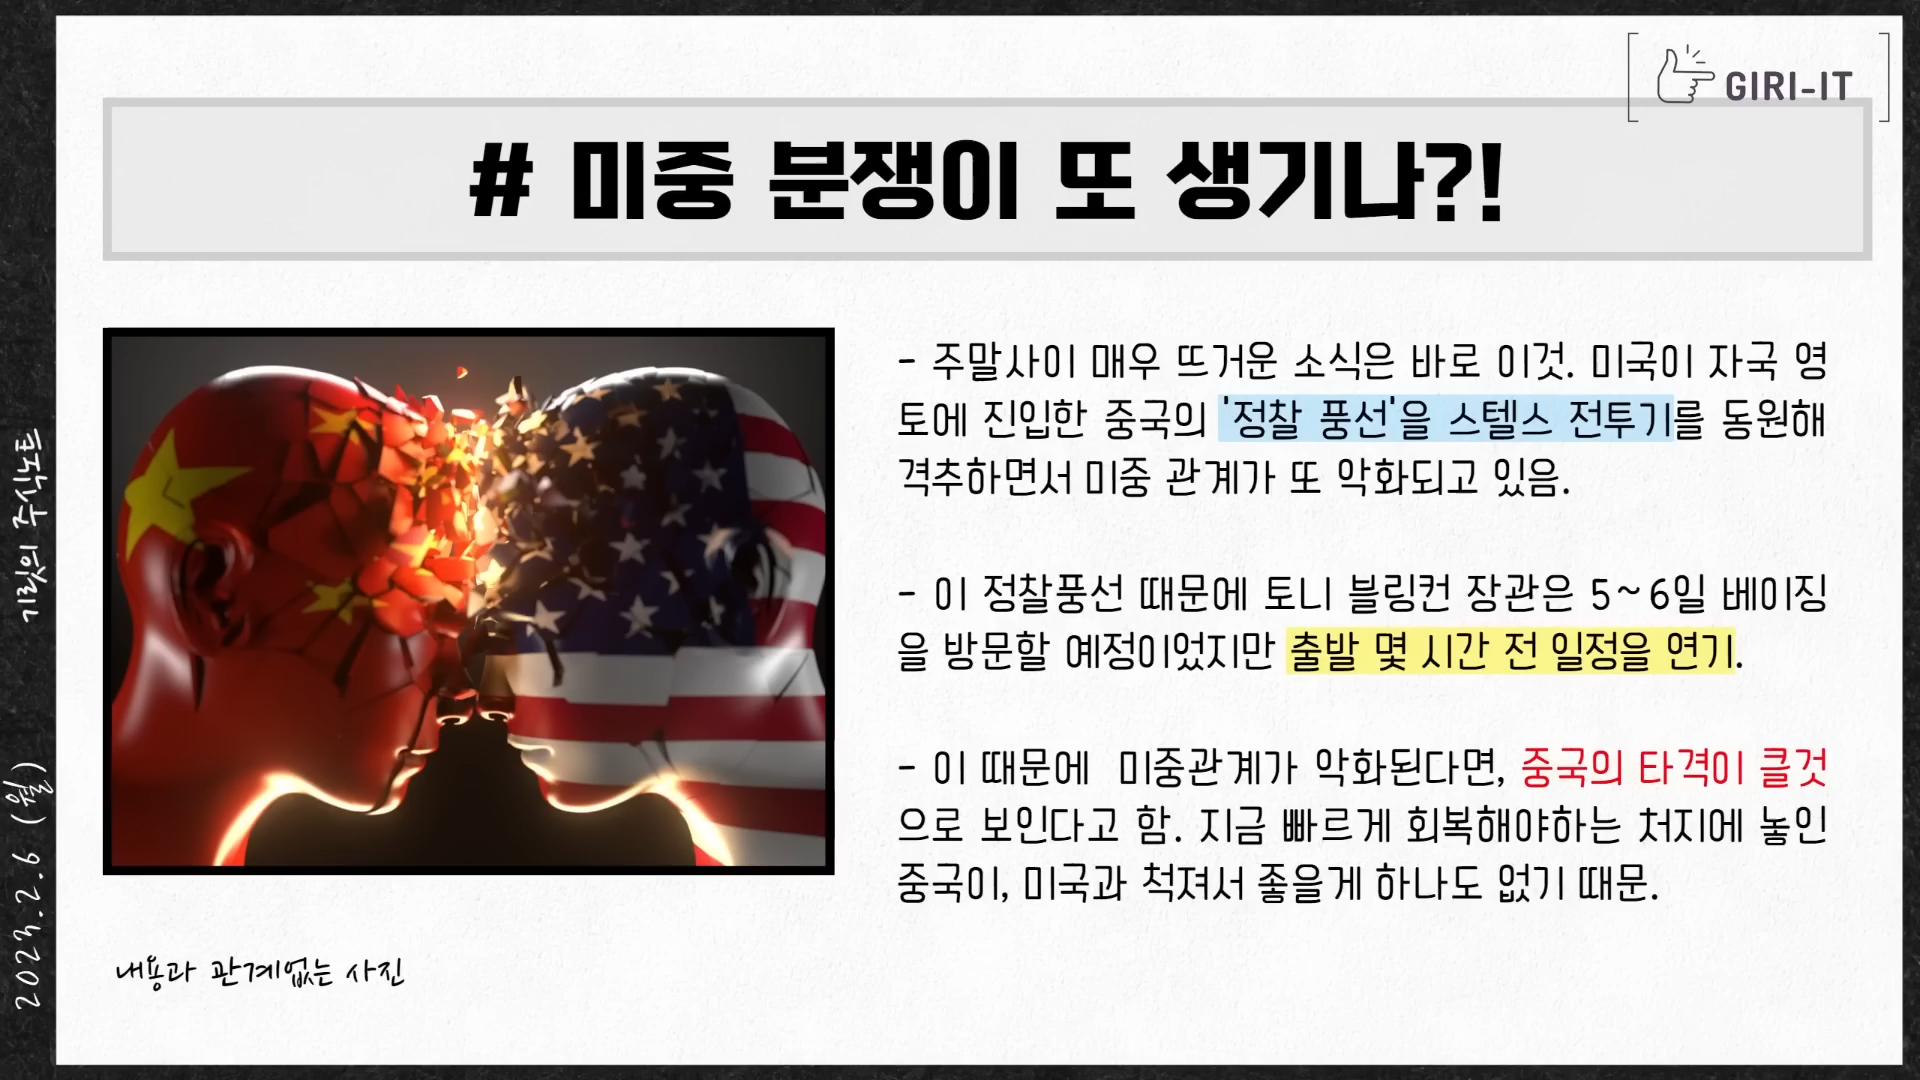 GIRI-IT
# 미중 분쟁이 또 생기나?!
- 주말사이 매우 뜨거운 소식은 바로 이것. 미국이 자국 영
토에 진입한 중국의 '정찰 풍선'을 스텔스 전투기를 동원해
격추하면서 미중 관계가 또 악화되고 있음.
- 이 정찰풍선 때문에 토니 블링컨 장관은 5~6일 베이징
을 방문할 예정이었지만 출발 몇 시간 전 일정을 연기.
- 이 때문에 미중관계가 악화된다면, 중국의 타격이 클것
으로 보인다고 함. 지금 빠르게 회복해야하는 처지에 놓인
중국이, 미국과 척져서 좋을게 하나도 없기 때문.
내용과 관계없는 사진
2023.2.6 (월) 기릿의 주식노트